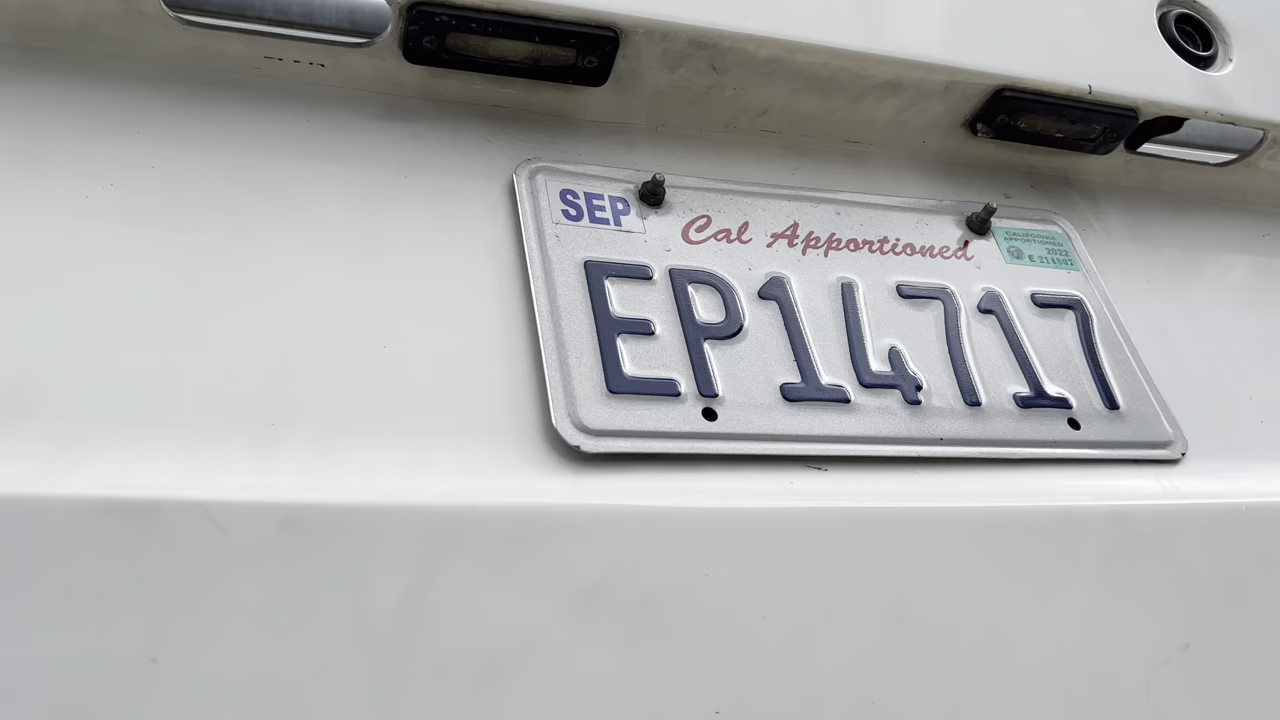 SEP
Cal Apportioned
CALIFORNIA
APPORTIONED
2022
EP14717